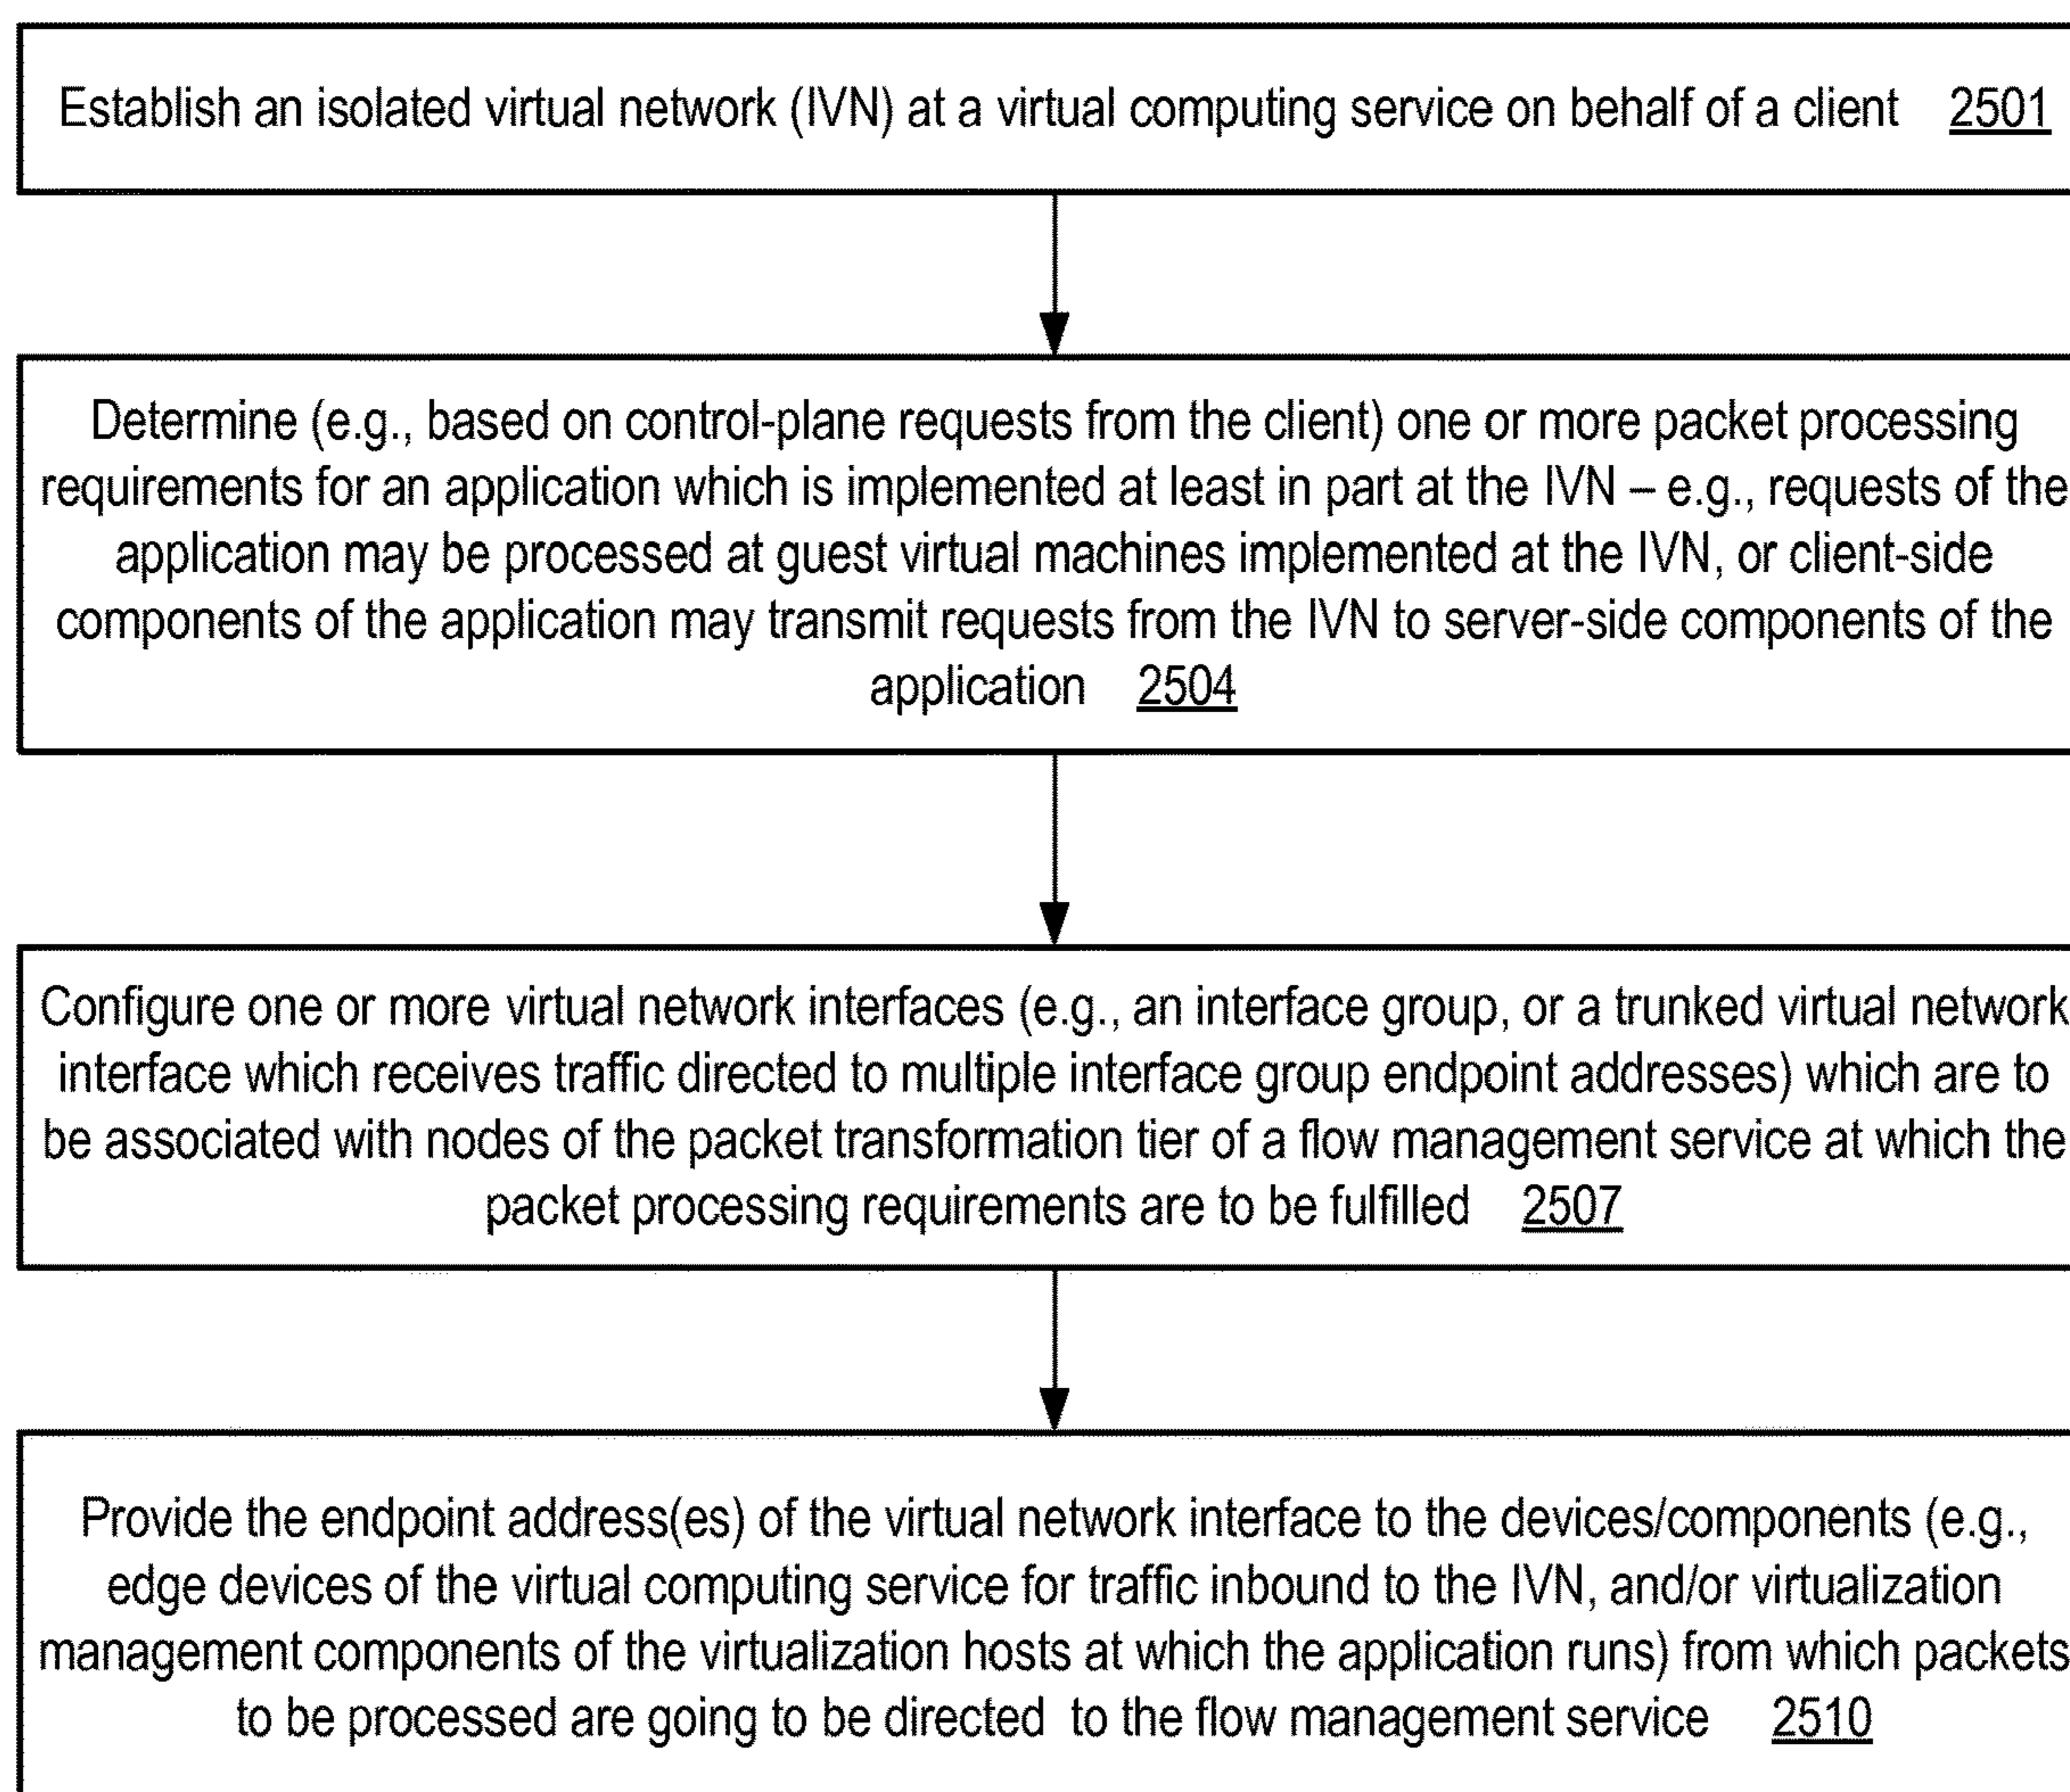 Establish an isolated virtual network (IVN) at a virtual computing service on behalf of a client 2501
Determine (e.g., based on control-plane requests from the client) one or more packet processing
requirements for an application which is implemented at least in part at the IVN – e.g., requests of the
application may be processed at guest virtual machines implemented at the IVN, or client-side
components of the application may transmit requests from the IVN to server-side components of the
application 2504
Configure one or more virtual network interfaces (e.g., an interface group, or a trunked virtual network
interface which receives traffic directed to multiple interface group endpoint addresses) which are to
be associated with nodes of the packet transformation tier of a flow management service at which the
packet processing requirements are to be fulfilled 2507
Provide the endpoint address(es) of the virtual network interface to the devices/components (e.g.,
edge devices of the virtual computing service for traffic inbound to the IVN, and/or virtualization
management components of the virtualization hosts at which the application runs) from which packets
to be processed are going to be directed to the flow management service 2510